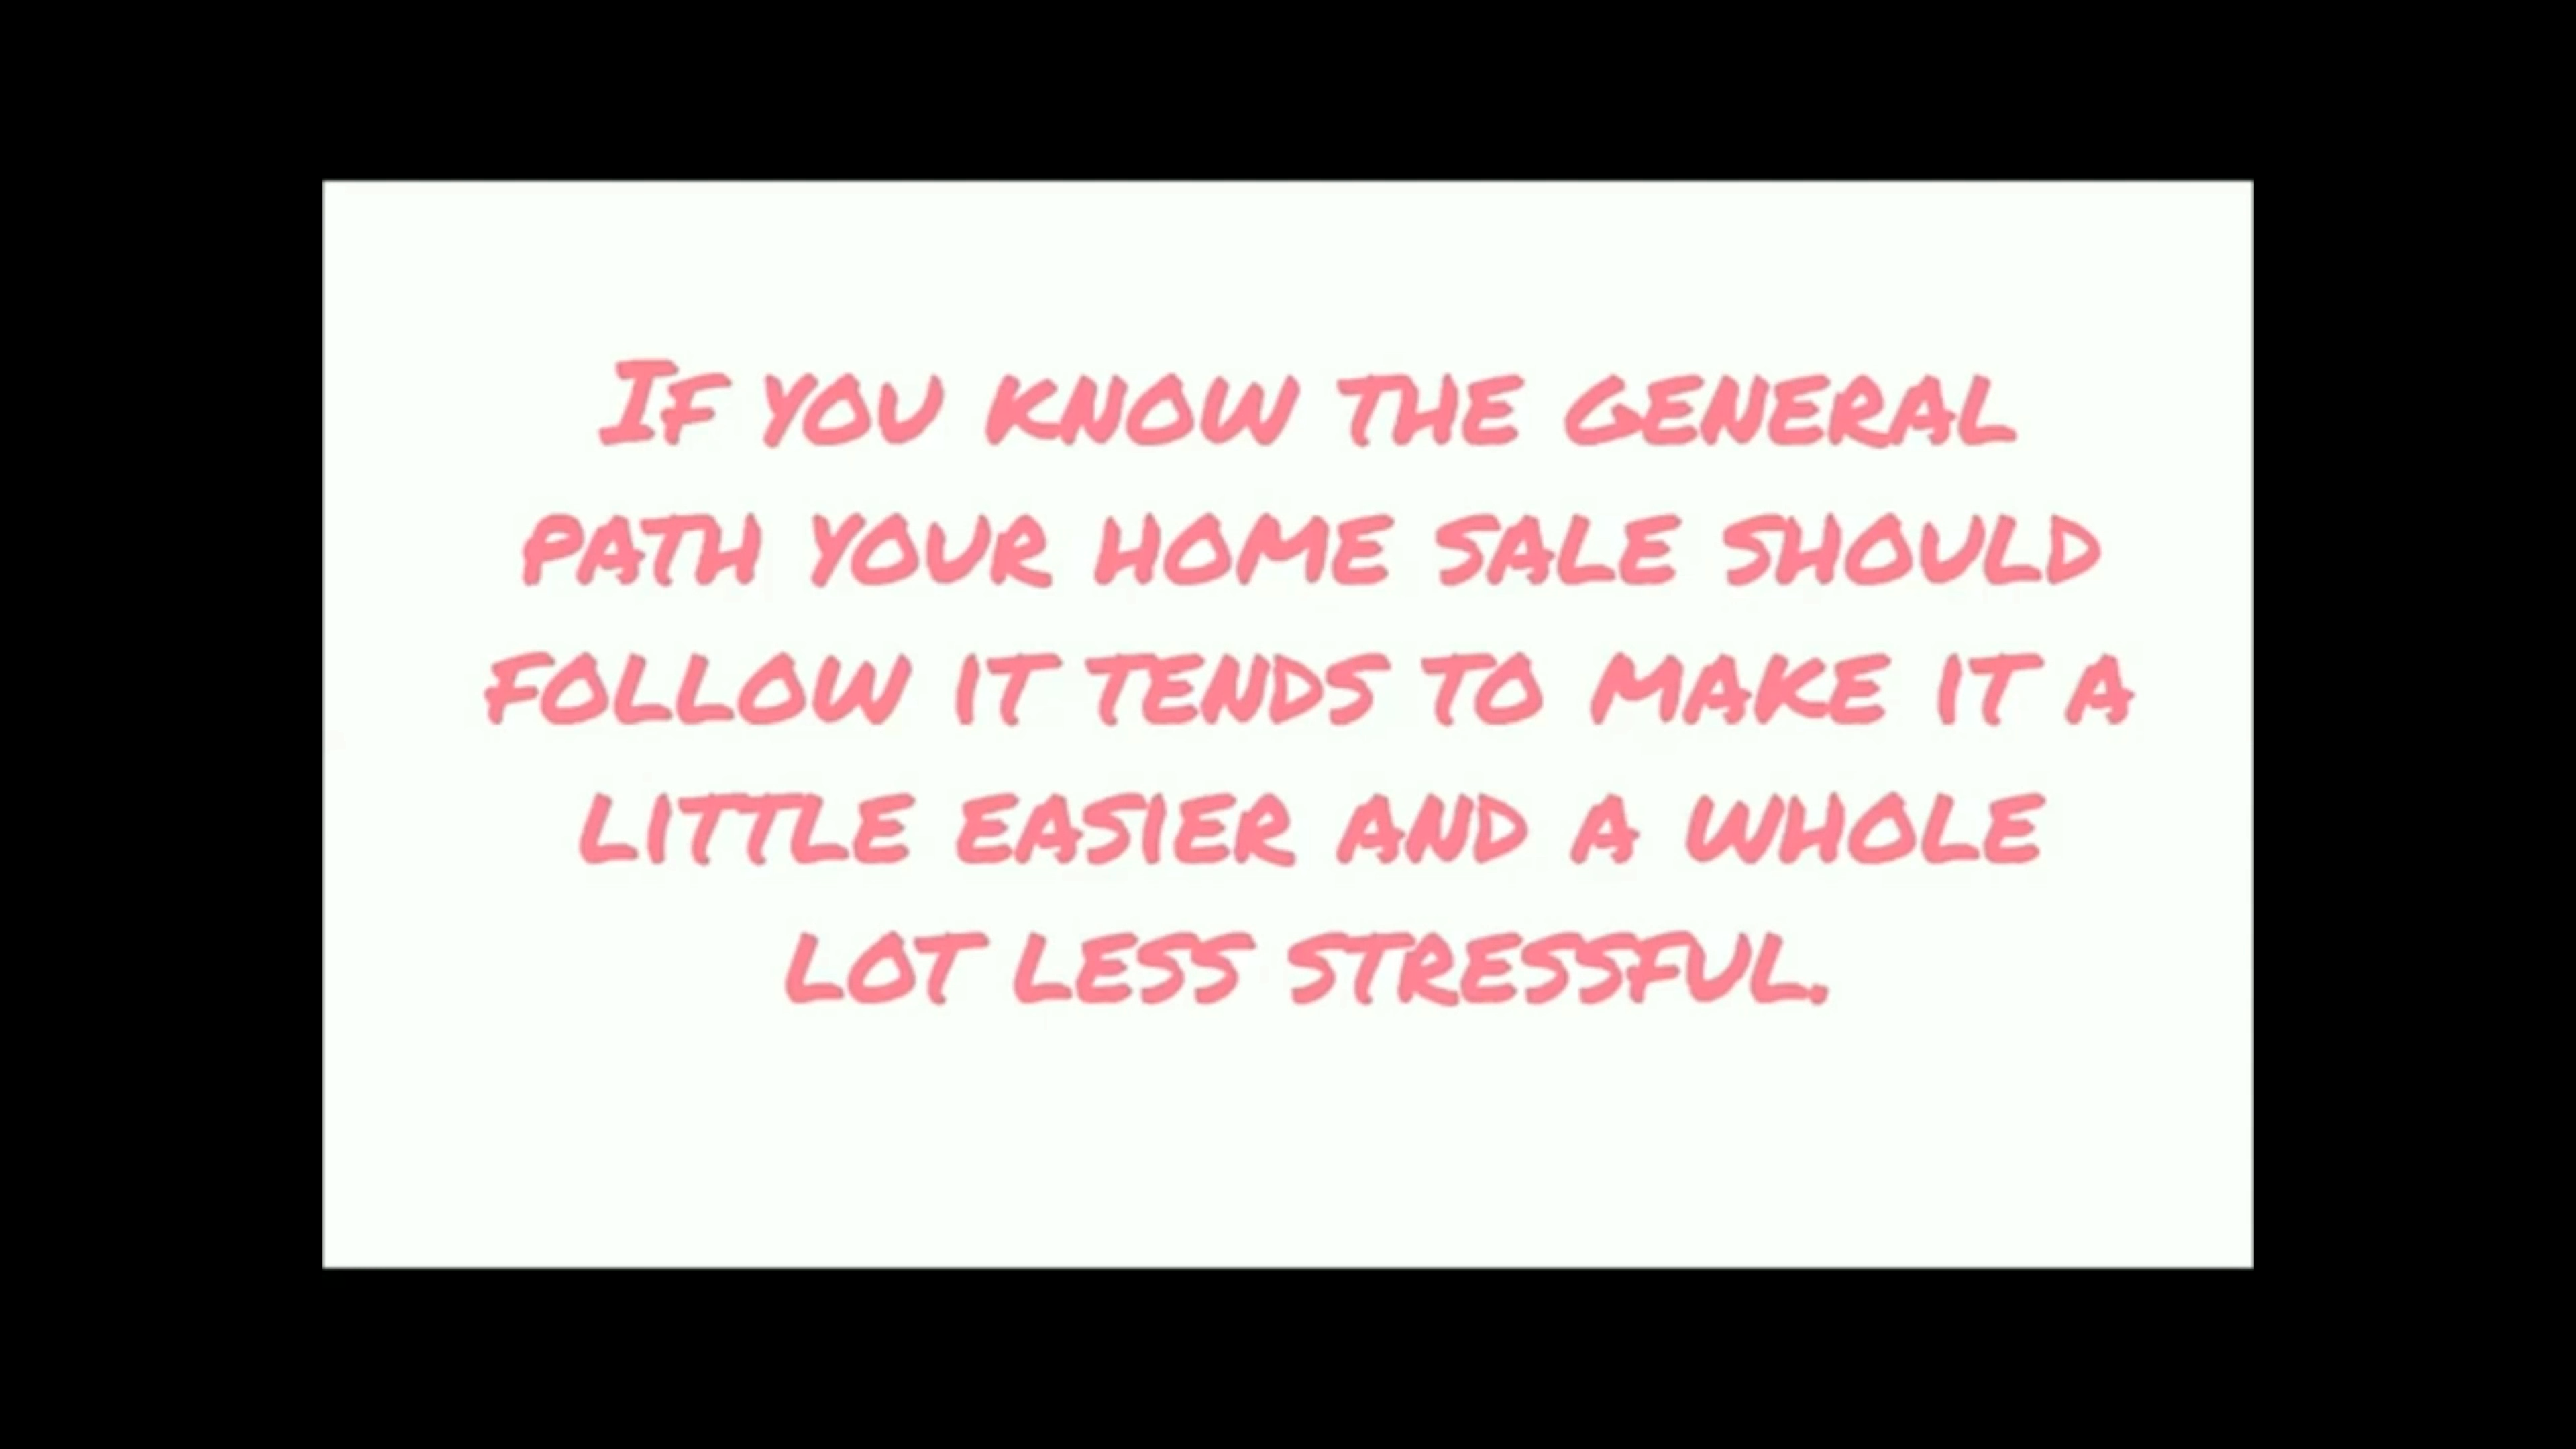 If you know the general
path your home sale should
follow it tends to make it a
little easier and a whole
lot less stressful.